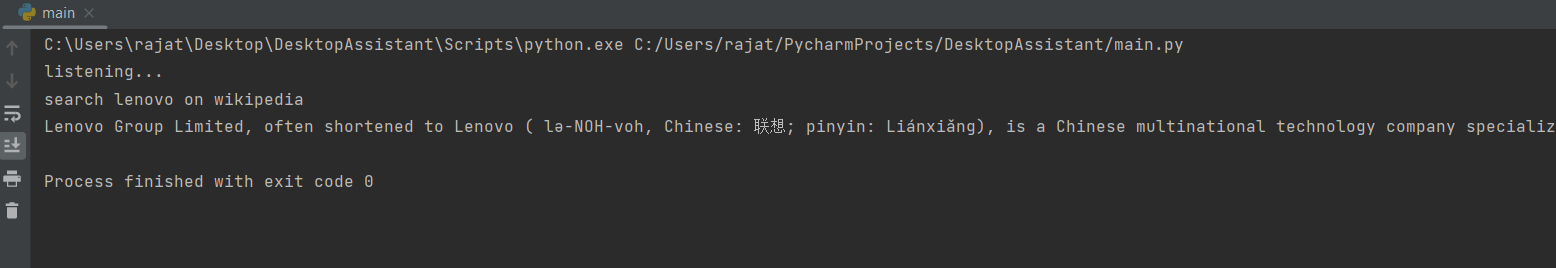 main
C:\Users\rajat\Desktop\DesktopAssistant\Scripts\python.exe C:/Users/rajat/PycharmProjects/DesktopAssistant/main.py
listening...
search lenovo on wikipedia
Lenovo Group Limited, often shortened to Lenovo ( lə-NOH-voh, Chinese: 联想; pinyin: Liánxiǎng), is a Chinese multinational technology company specializ
Process finished with exit code 0